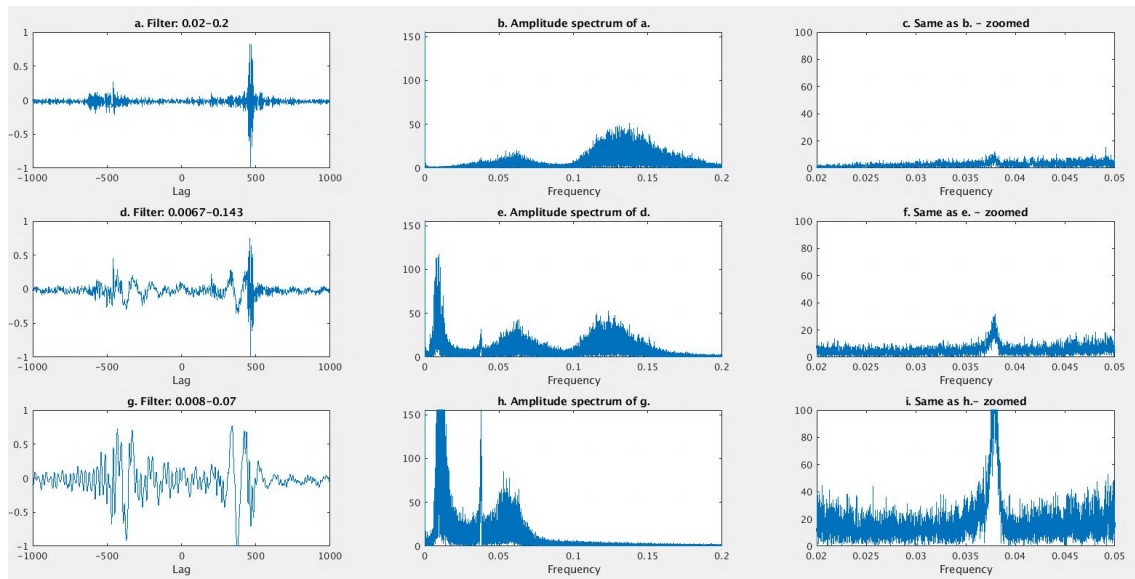 a. Filter: 0.02-0.2
1
0.5
0
-0.5
-1
-1000 -500 0 500 1000
Lag
b. Amplitude spectrum of a.
150
100
50
0
0 0.05 0.1 0.15 0.2
Frequency
c. Same as b. - zoomed
100
80
60
40
20
0
0.02 0.025 0.03 0.035 0.04 0.045 0.05
Frequency
d. Filter: 0.0067-0.143
1
0.5
0
-0.5
-1
-1000 -500 0 500 1000
Lag
e. Amplitude spectrum of d.
150
100
50
0
0 0.05 0.1 0.15 0.2
Frequency
f. Same as e. - zoomed
100
80
60
40
20
0
0.02 0.025 0.03 0.035 0.04 0.045 0.05
Frequency
g. Filter: 0.008-0.07
1
0.5
0
-0.5
-1
-1000 -500 0 500 1000
Lag
h. Amplitude spectrum of g.
150
100
50
0
0 0.05 0.1 0.15 0.2
Frequency
i. Same as h.- zoomed
100
80
60
40
20
0
0.02 0.025 0.03 0.035 0.04 0.045 0.05
Frequency